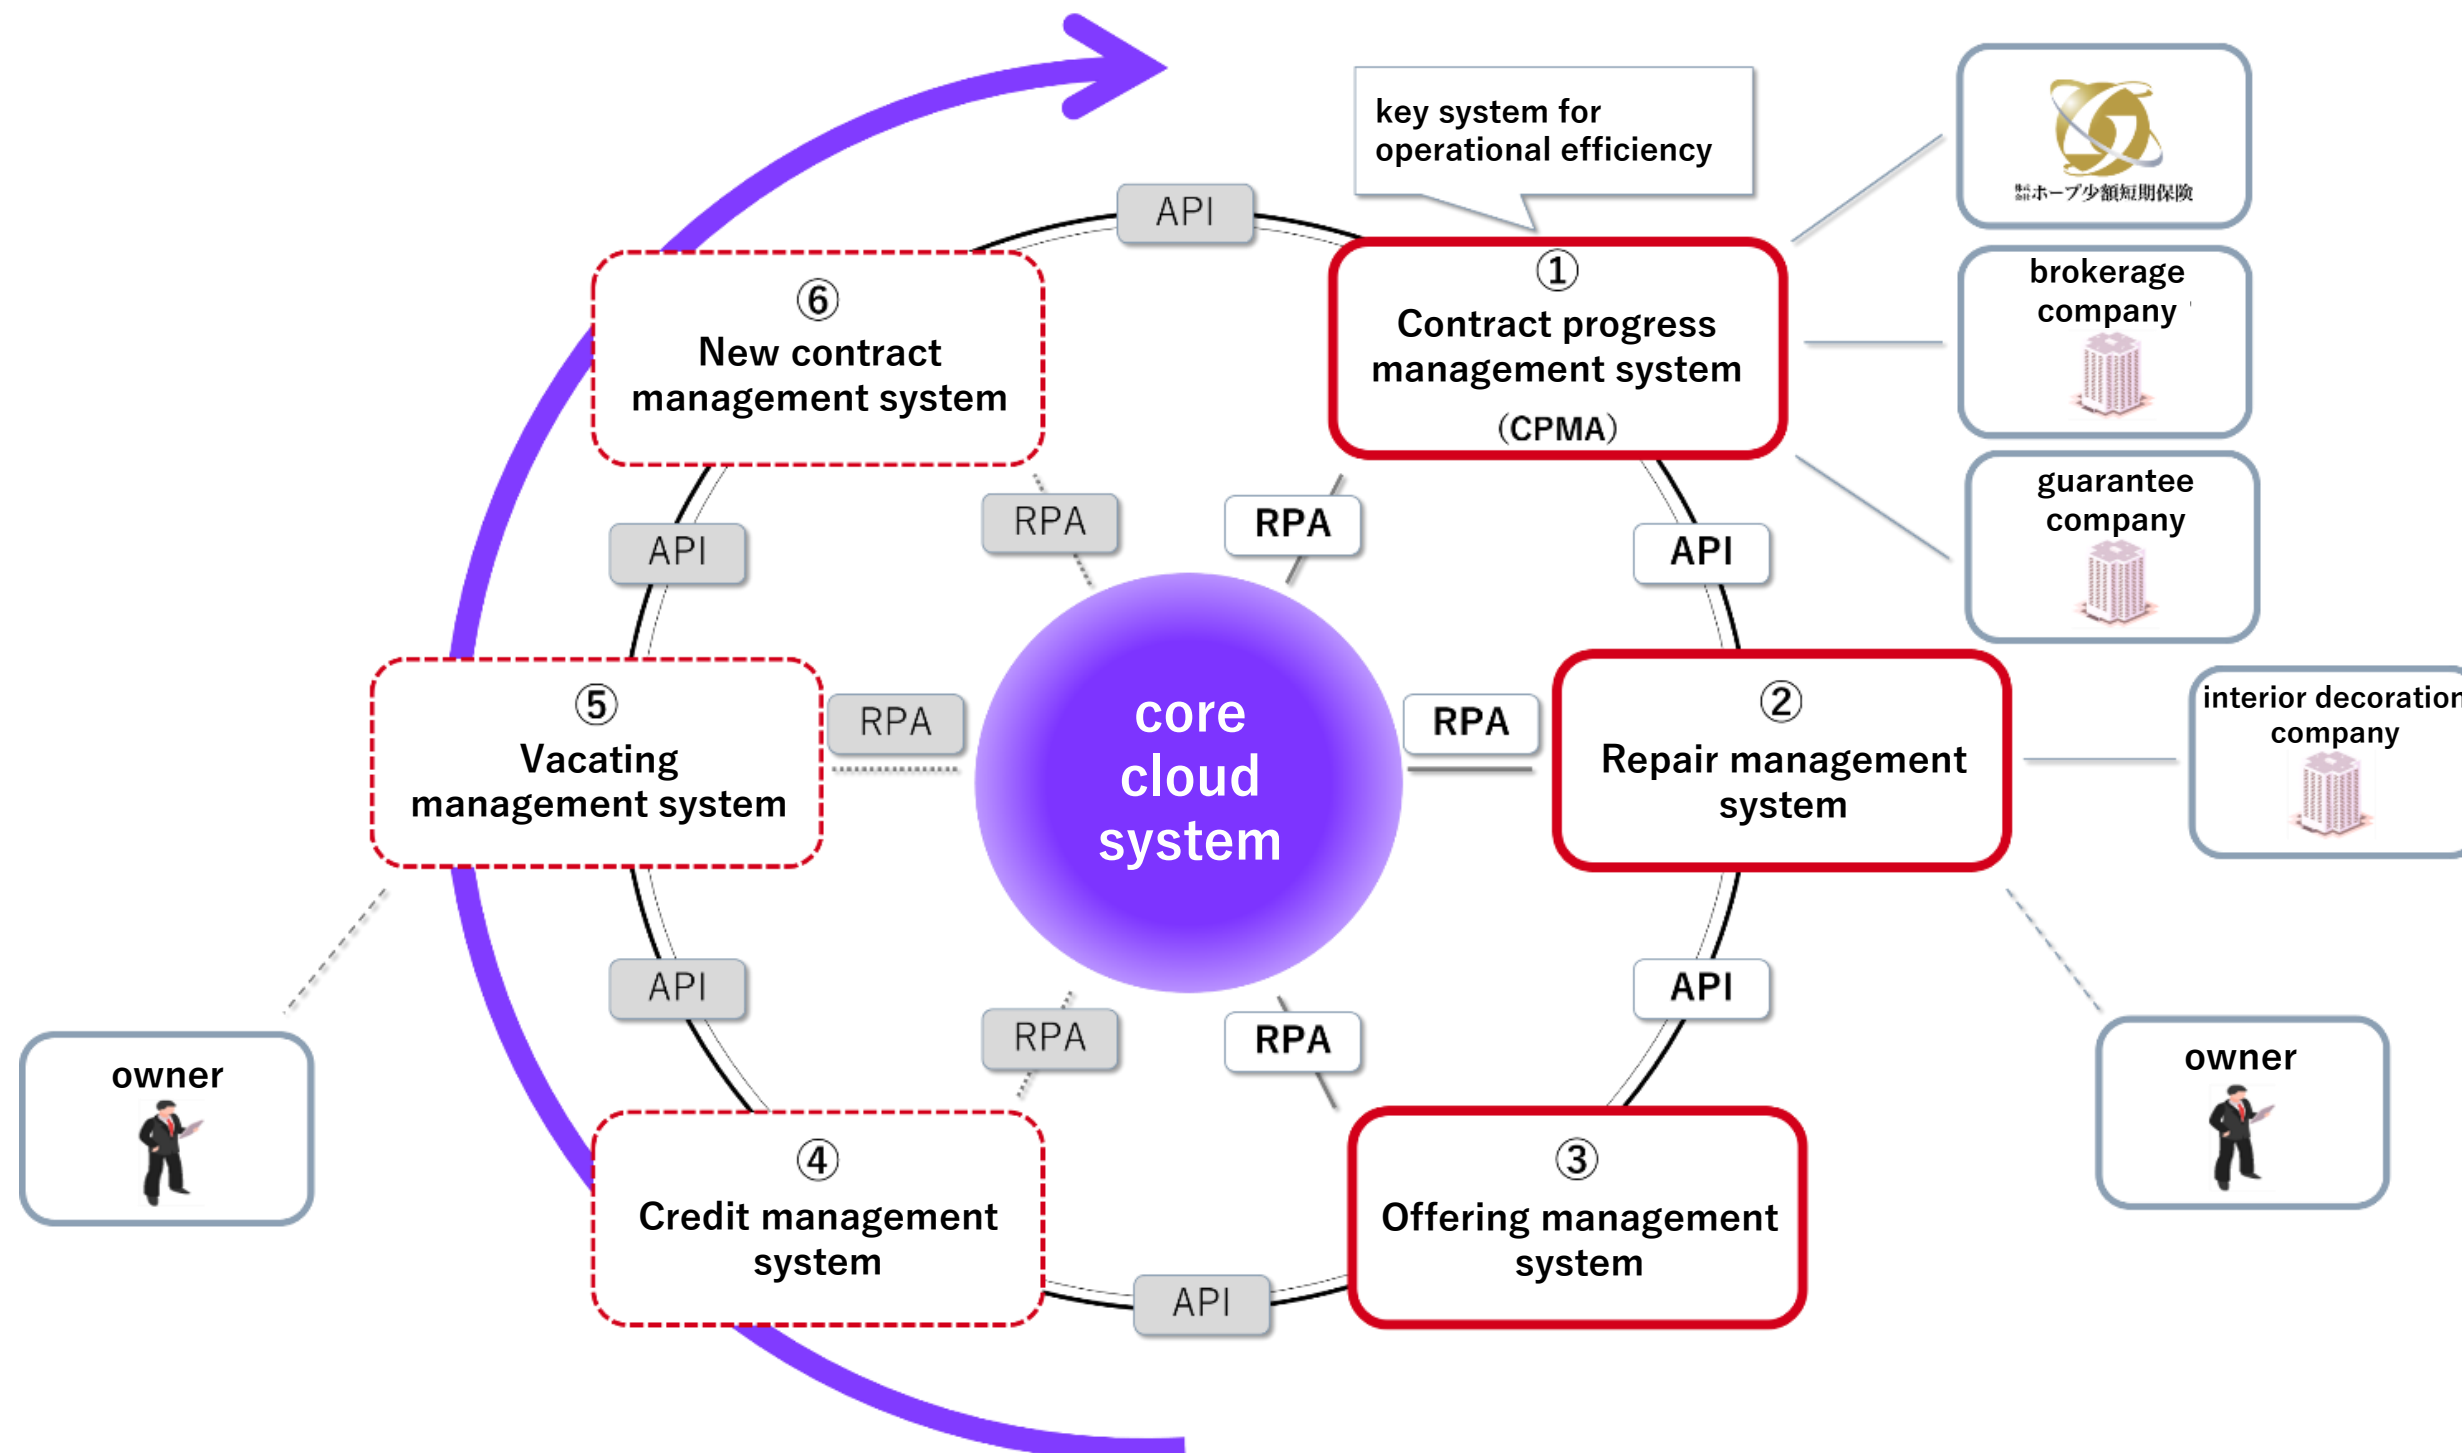 key system for
operational efficiency
株式会社ホープ少額短期保険
API
①
Contract progress
management system
（CPMA）
brokerage
company
guarantee
company
⑥
New contract
management system
RPA
RPA
API
API
②
Repair management
system
interior decoration
company
RPA
core
cloud
system
RPA
⑤
Vacating
management system
API
API
RPA
RPA
owner
owner
③
Offering management
system
④
Credit management
system
API